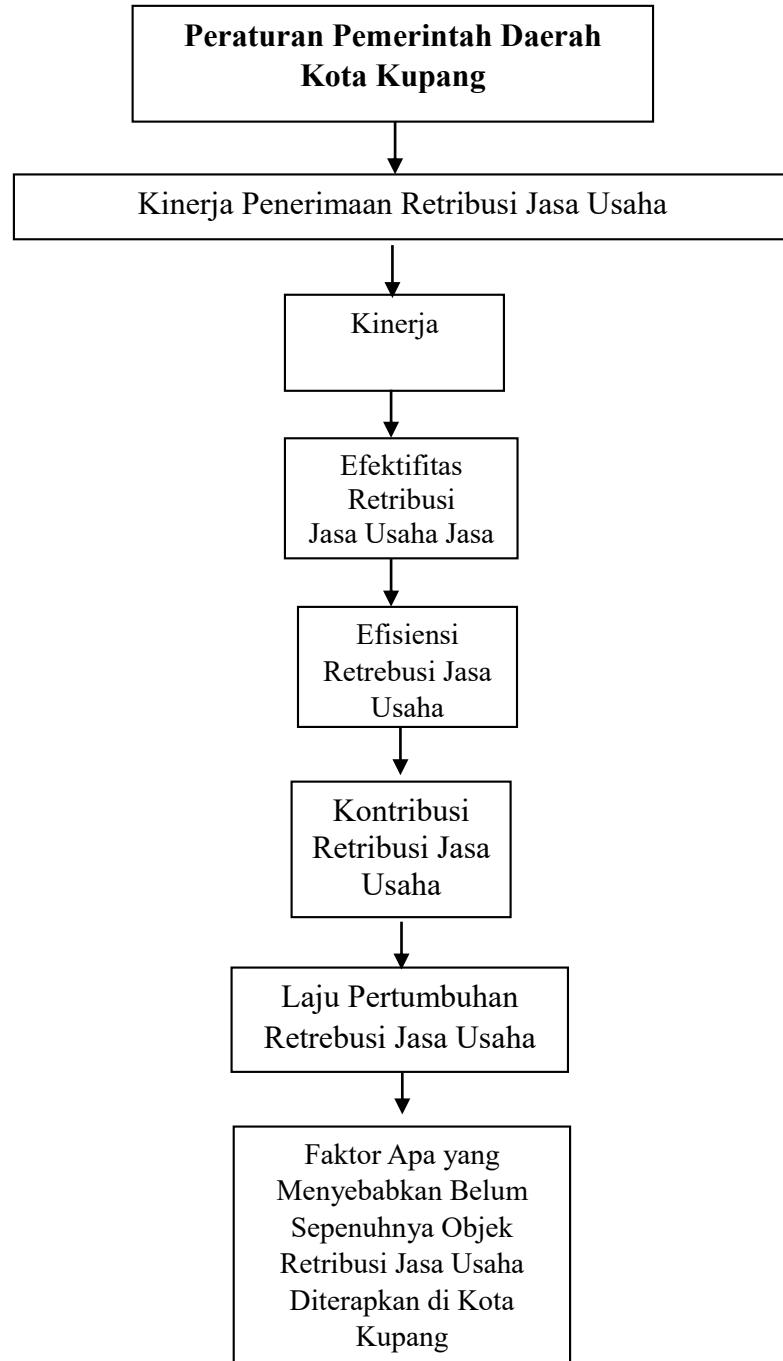 Peraturan Pemerintah Daerah
Kota Kupang
Kinerja Penerimaan Retribusi Jasa Usaha
Kinerja
Efektifitas
Retribusi
Jasa Usaha Jasa
Efisiensi
Retrebusi Jasa
Usaha
Kontribusi
Retribusi Jasa
Usaha
Laju Pertumbuhan
Retrebusi Jasa Usaha
Faktor Apa yang
Menyebabkan Belum
Sepenuhnya Objek
Retribusi Jasa Usaha
Diterapkan di Kota
Kupang